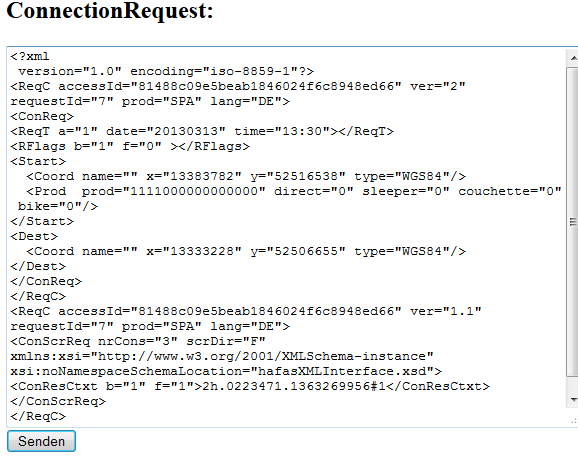 ConnectionRequest:
<?xml
 version="1.0" encoding="iso-8859-1"?>
<ReqC accessId="81488c09e5beab1846024f6c8948ed66" ver="2"
requestId="7" prod="SPA" lang="DE">
<ConReq>
<ReqT a="1" date="20130313" time="13:30"></ReqT>
<RFlags b="1" f="0" ></RFlags>
<Start>
  <Coord name="" x="13383782" y="52516538" type="WGS84"/>
  <Prod  prod="1111000000000000" direct="0" sleeper="0" couchette="0"
 bike="0"/>
</Start>
<Dest>
  <Coord name="" x="13333228" y="52506655" type="WGS84"/>
</Dest>
</ConReq>
</ReqC>
<ReqC accessId="81488c09e5beab1846024f6c8948ed66" ver="1.1"
requestId="7" prod="SPA" lang="DE">
<ConScrReq nrCons="3" scrDir="F"
xmlns:xsi="http://www.w3.org/2001/XMLSchema-instance"
xsi:noNamespaceSchemaLocation="hafasXMLInterface.xsd">
<ConResCtxt b="1" f="1">2h.0223471.1363269956#1</ConResCtxt>
</ConScrReq>
</ReqC>
Senden